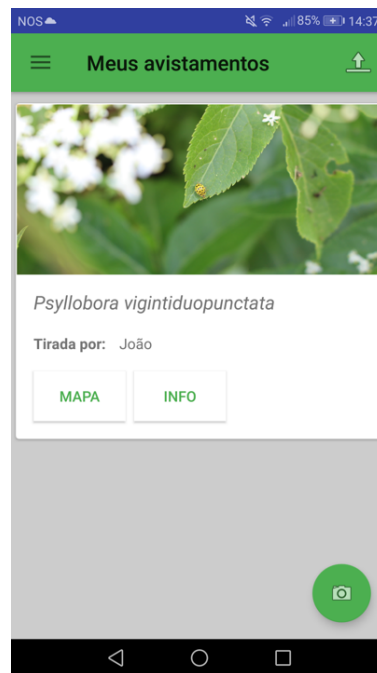 NOS 85% 14:37
Meus avistamentos
Psyllobora vigintiduopunctata
Tirada por: João
MAPA INFO